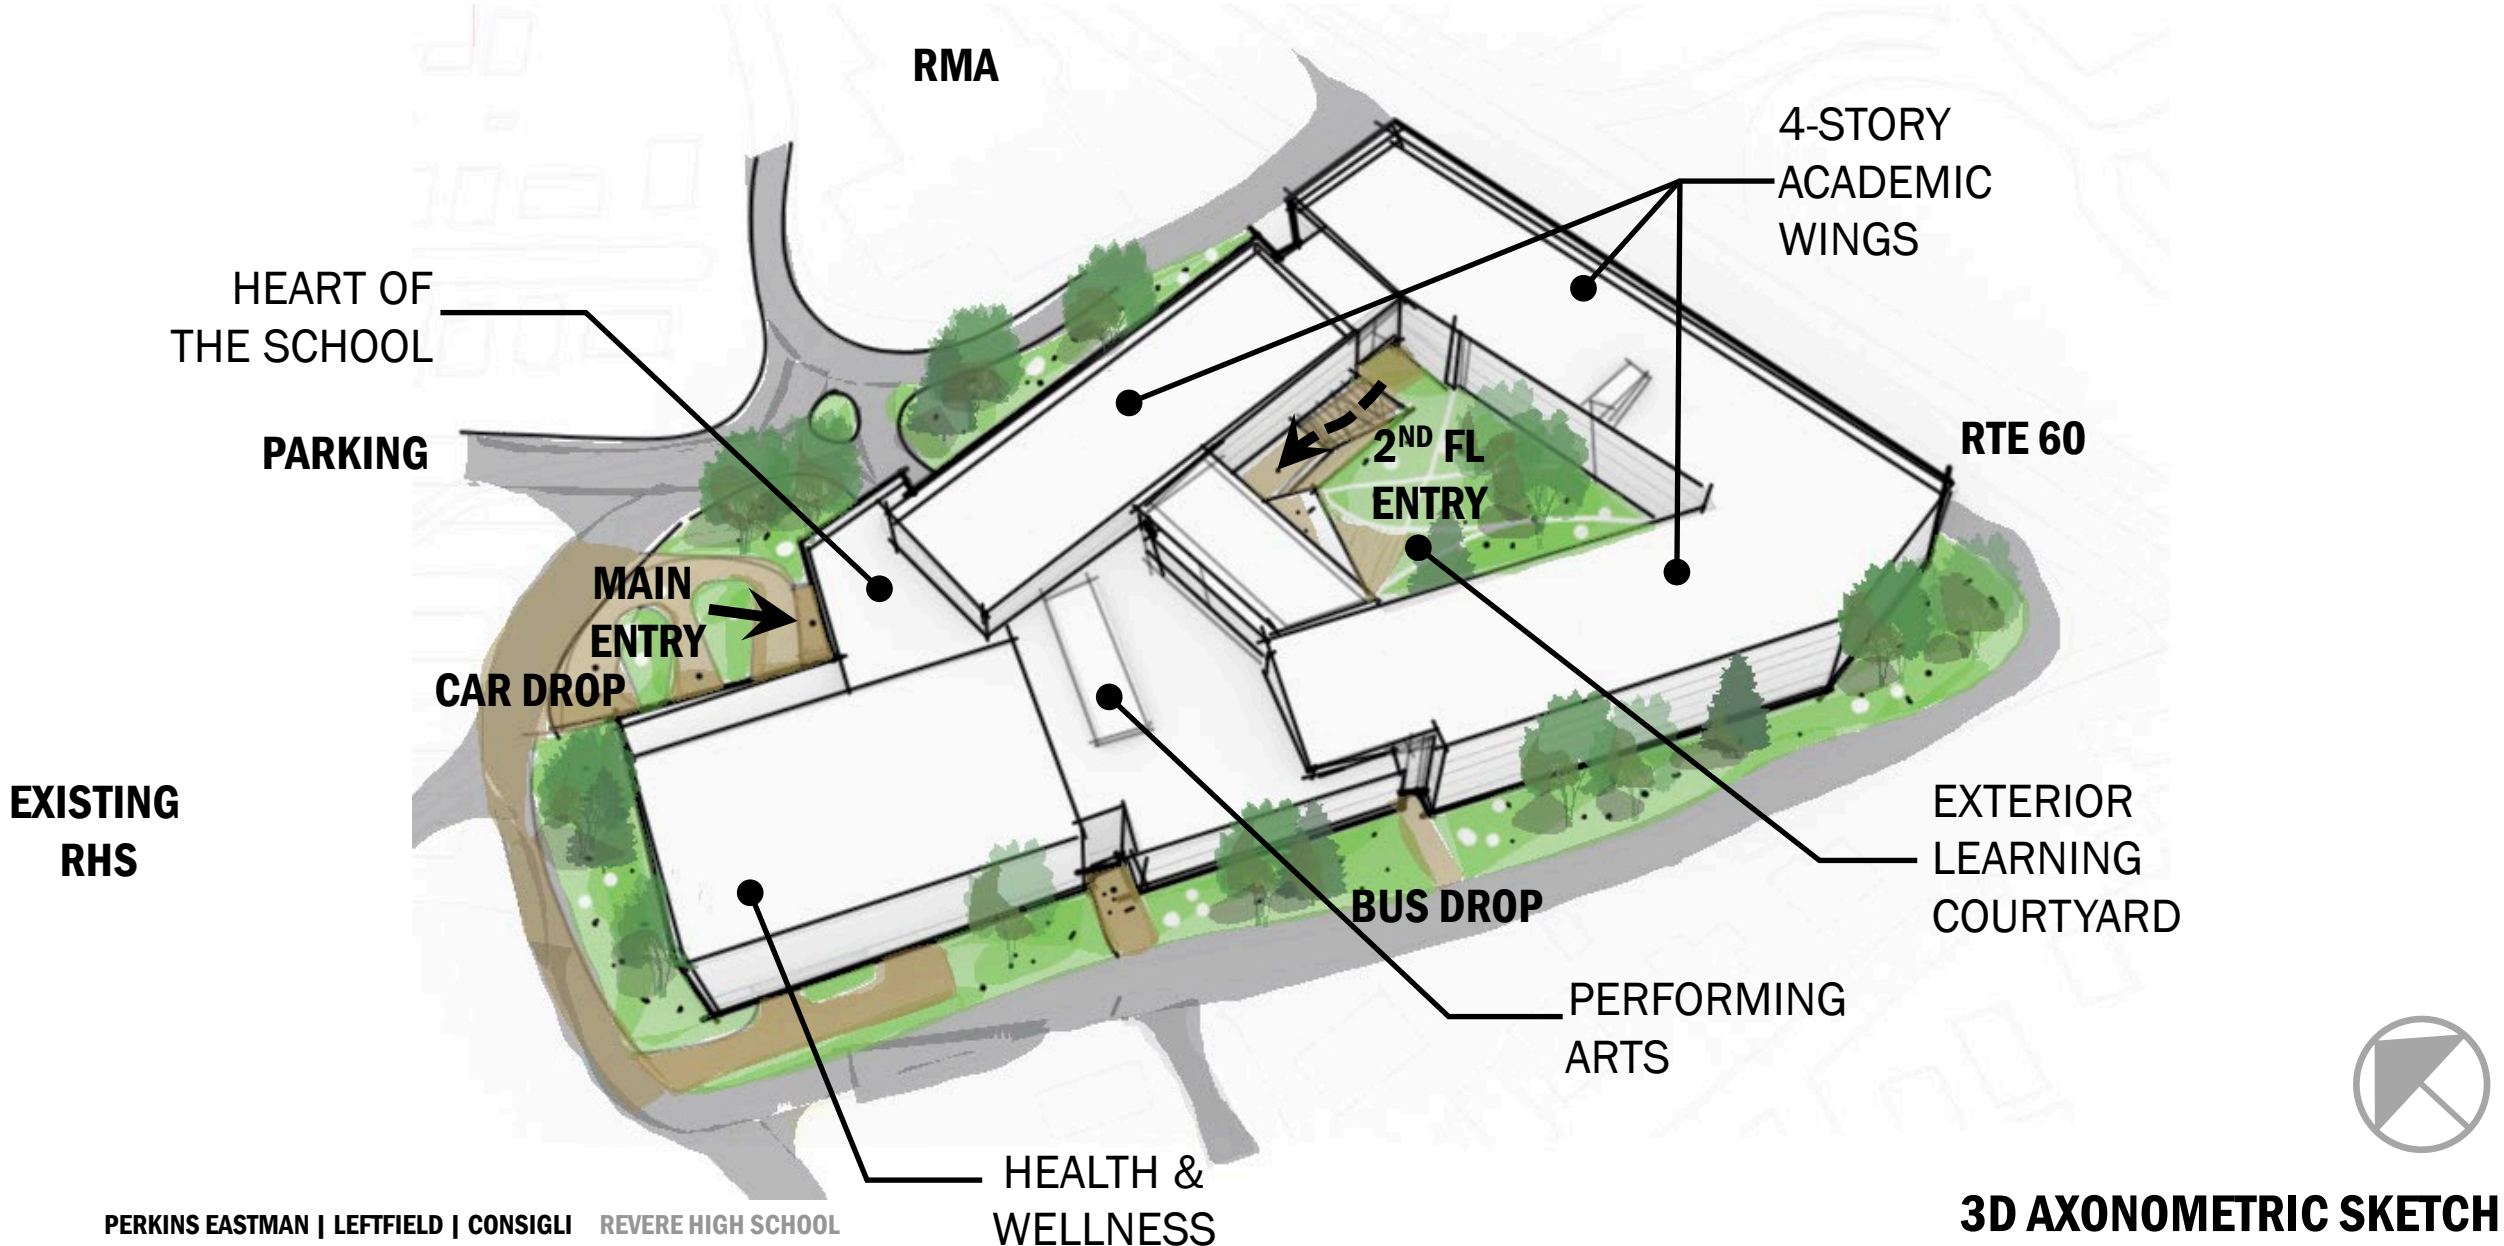 RMA
4-STORY
ACADEMIC
WINGS
HEART OF
THE SCHOOL
PARKING
RTE 60
2ND FL
ENTRY
MAIN
ENTRY
CAR DROP
EXISTING
RHS
EXTERIOR
LEARNING
COURTYARD
BUS DROP
PERFORMING
ARTS
HEALTH &
WELLNESS
PERKINS EASTMAN | LEFTFIELD | CONSIGLI REVERE HIGH SCHOOL
3D AXONOMETRIC SKETCH